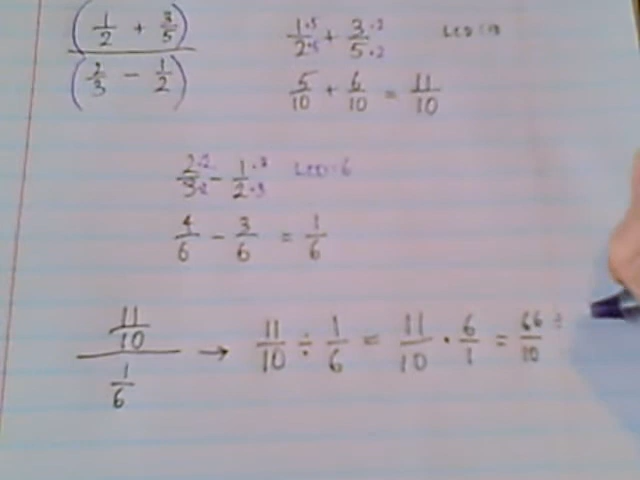 (1/2 + 3/5) / (2/3 − 1/2)
1·5/2·5 + 3·2/5·2 LCD=10
5/10 + 6/10 = 11/10
2·2/3·2 − 1·3/2·3 LCD=6
4/6 − 3/6 = 1/6
11/10 / 1/6 → 11/10 ÷ 1/6 = 11/10 · 6/1 = 66/10 ÷